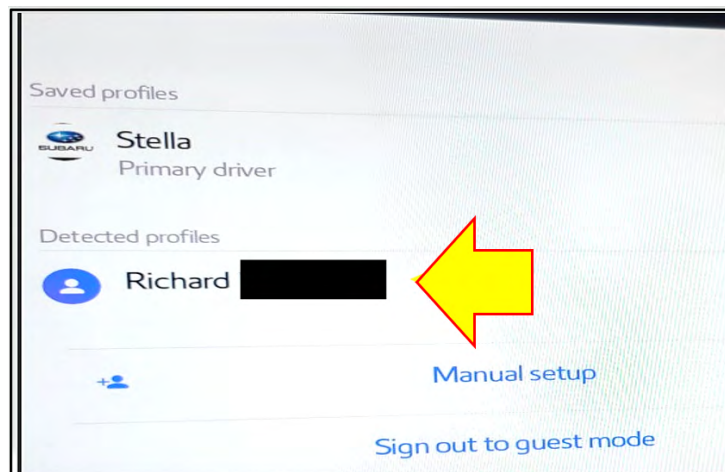 Saved profiles
SUBARU
Stella
Primary driver
Detected profiles
Richard
Manual setup
Sign out to guest mode